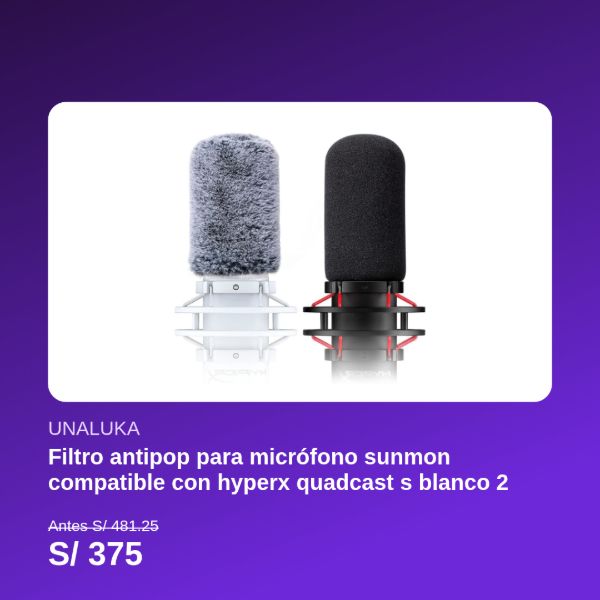 UNALUKA
Filtro antipop para micrófono sunmon
compatible con hyperx quadcast s blanco 2
Antes S/ 481.25
S/ 375